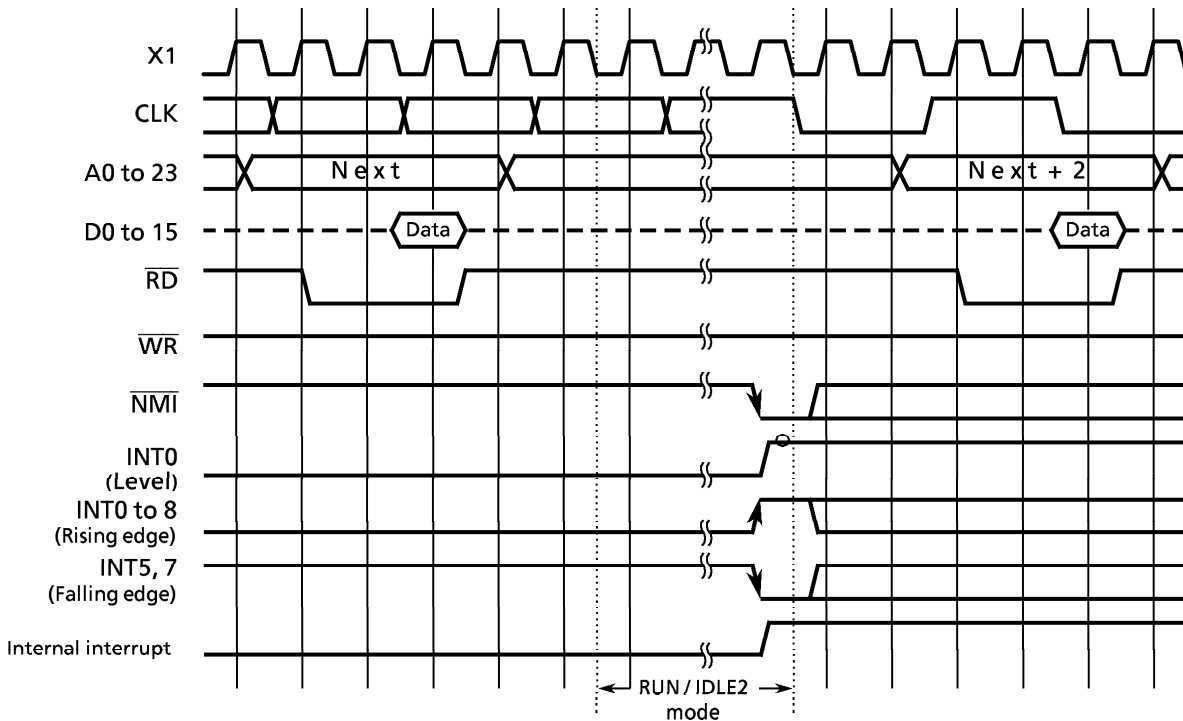 X1
CLK
A0 to 23
Next
Next + 2
D0 to 15
Data
Data
RD
WR
NMI
INT0
(Level)
INT0 to 8
(Rising edge)
INT5, 7
(Falling edge)
Internal interrupt
RUN / IDLE2
mode